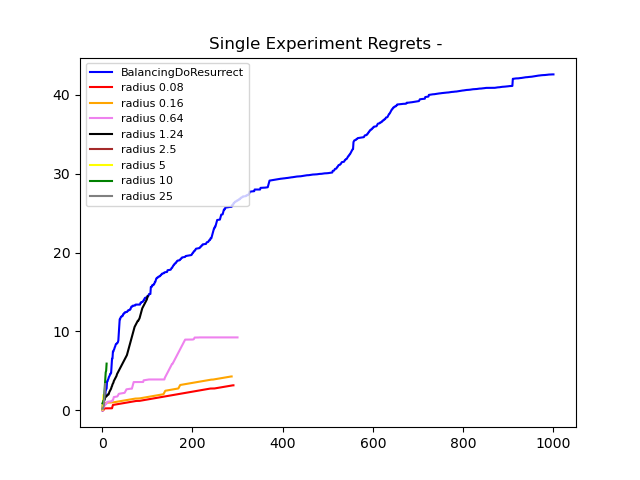 Single Experiment Regrets -
BalancingDoResurrect
radius 0.08
radius 0.16
radius 0.64
radius 1.24
radius 2.5
radius 5
radius 10
radius 25
40
30
20
10
0
0 200 400 600 800 1000